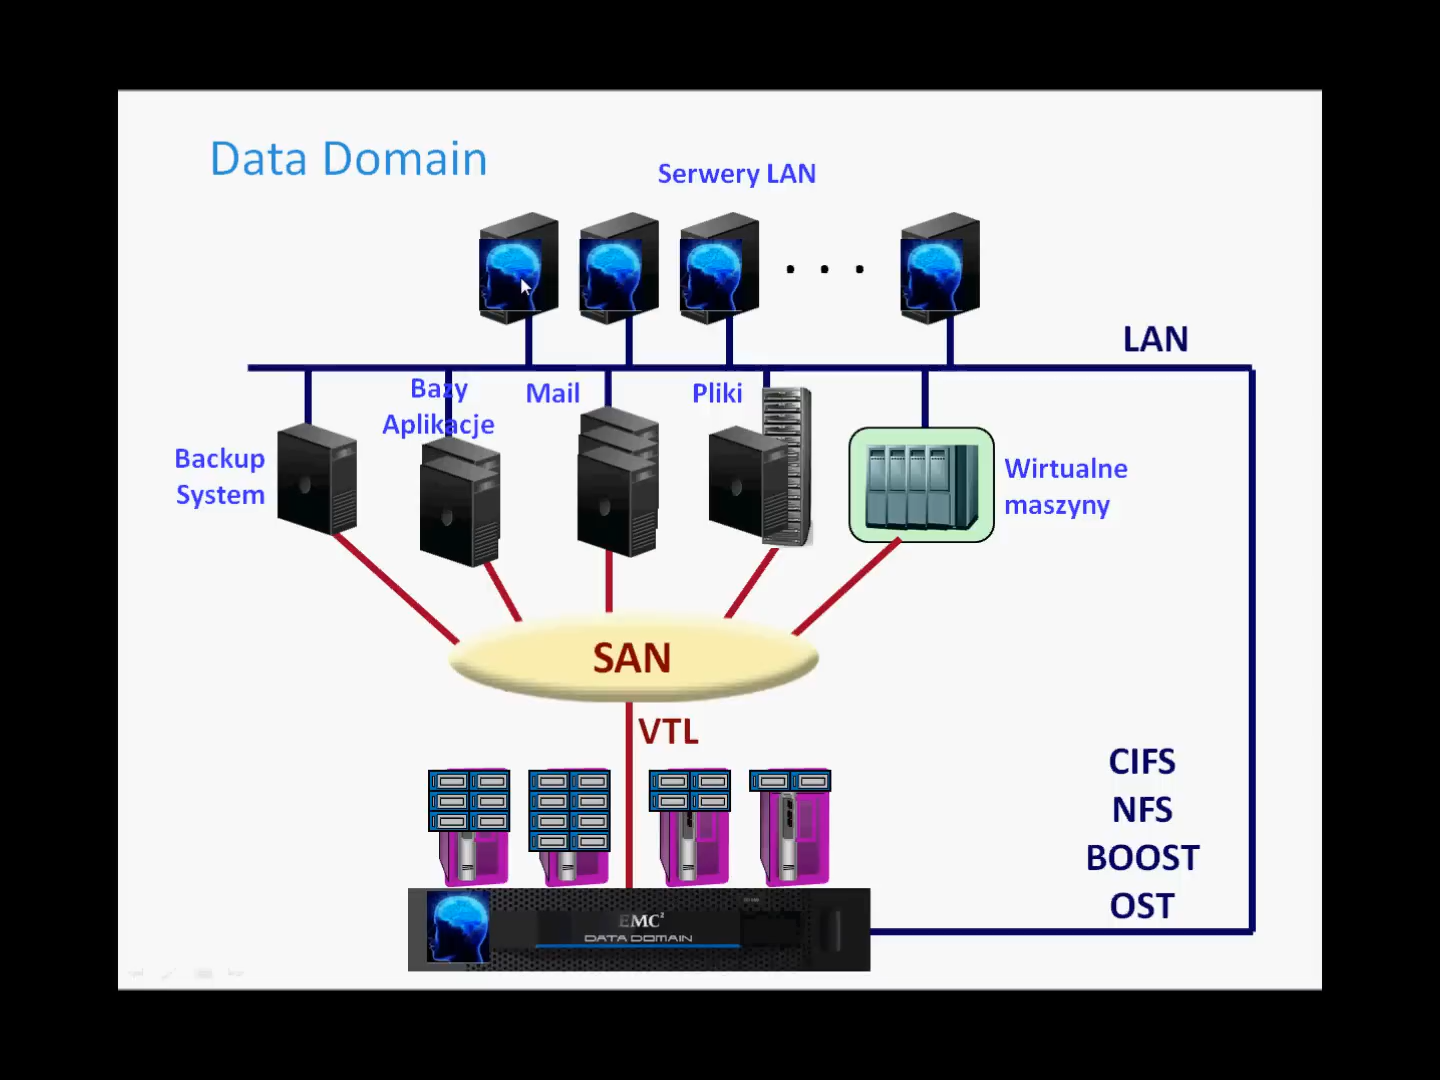 Data Domain
Serwery LAN
LAN
Bazy
Aplikacje
Mail
Pliki
Backup
System
Wirtualne
maszyny
SAN
VTL
CIFS
NFS
BOOST
OST
EMC²
DATA DOMAIN